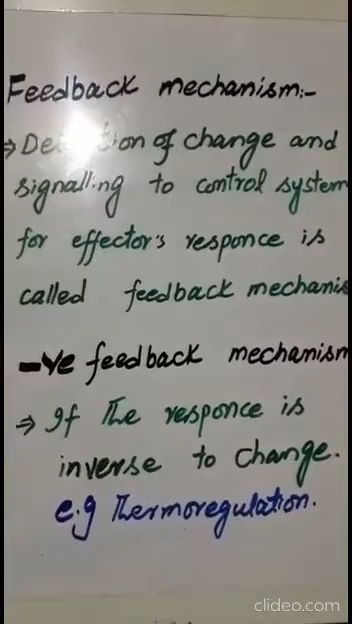 Feedback mechanism:-
⇒ of change and
signalling to control system
for effector's responce is
called feedback
-ve feedback mechanism
⇒ If the responce is
inverse to change.
e.g Thermoregulation.
clideo.com